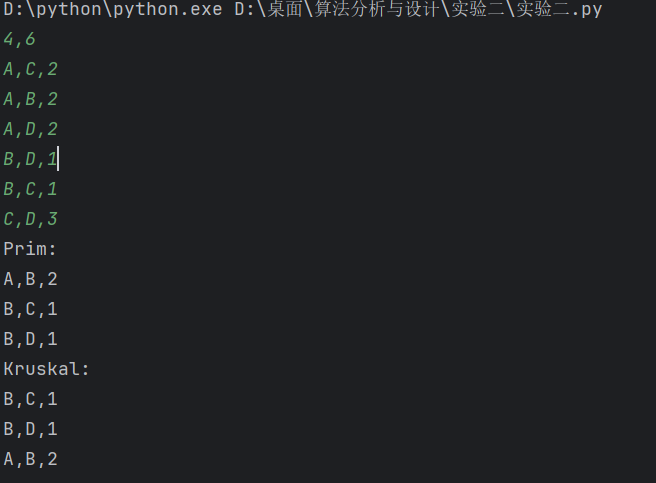 D:\python\python.exe D:\桌面\算法分析与设计\实验二\实验二.py
4,6
A,C,2
A,B,2
A,D,2
B,D,1
B,C,1
C,D,3
Prim:
A,B,2
B,C,1
B,D,1
Kruskal:
B,C,1
B,D,1
A,B,2